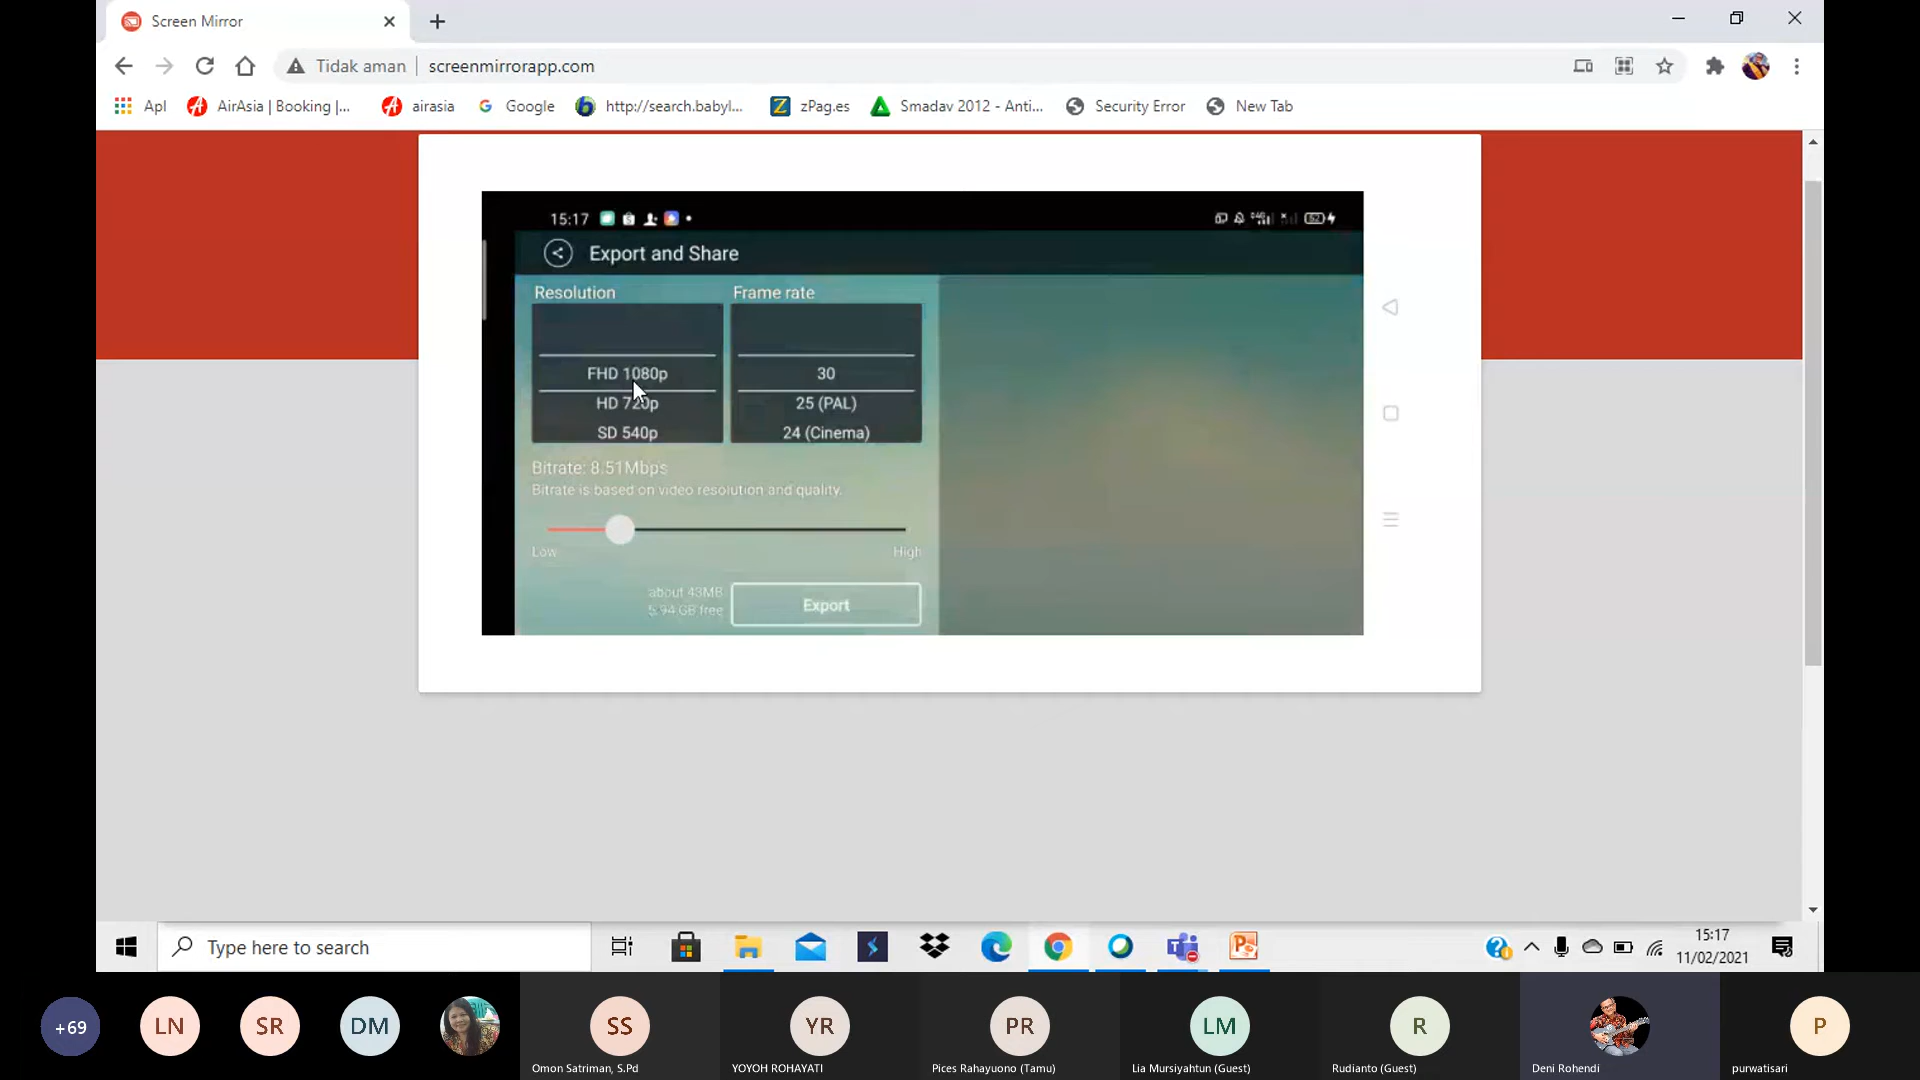 Screen Mirror
Tidak aman
screenmirrorapp.com
Apl
AirAsia | Booking |...
airasia
Google
http://search.babyl...
zPag.es
Smadav 2012 - Anti...
Security Error
New Tab
15:17
Export and Share
Resolution
Frame rate
FHD 1080p
30
HD 720p
25 (PAL)
SD 540p
24 (Cinema)
Bitrate: 8.51Mbps
Bitrate is based on video resolution and quality.
Low
High
about 43MB
5.94 GB free
Export
Type here to search
15:17
11/02/2021
+69
LN
SR
DM
SS
YR
PR
LM
R
P
Omon Satriman, S.Pd
YOYOH ROHAYATI
Pices Rahayuono (Tamu)
Lia Mursiyahtun (Guest)
Rudianto (Guest)
Deni Rohendi
purwatisari